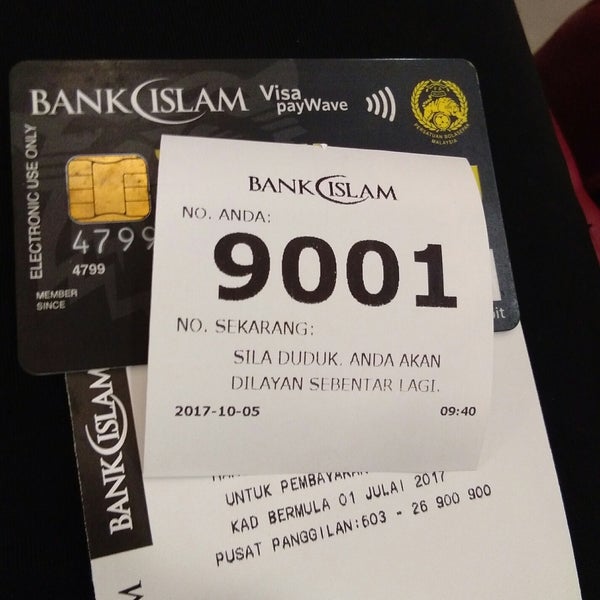 BANK ISLAM
Visa
payWave
PERSATUAN BOLASEPAK
MALAYSIA
ELECTRONIC USE ONLY
4799
4799
MEMBER
SINCE
BANK ISLAM
NO. ANDA:
9001
NO. SEKARANG:
SILA DUDUK. ANDA AKAN
DILAYAN SEBENTAR LAGI.
2017-10-05 09:40
BANK ISLAM
UNTUK PEMBAYARAN
KAD BERMULA 01 JULAI 2017
PUSAT PANGGILAN:603 - 26 900 900